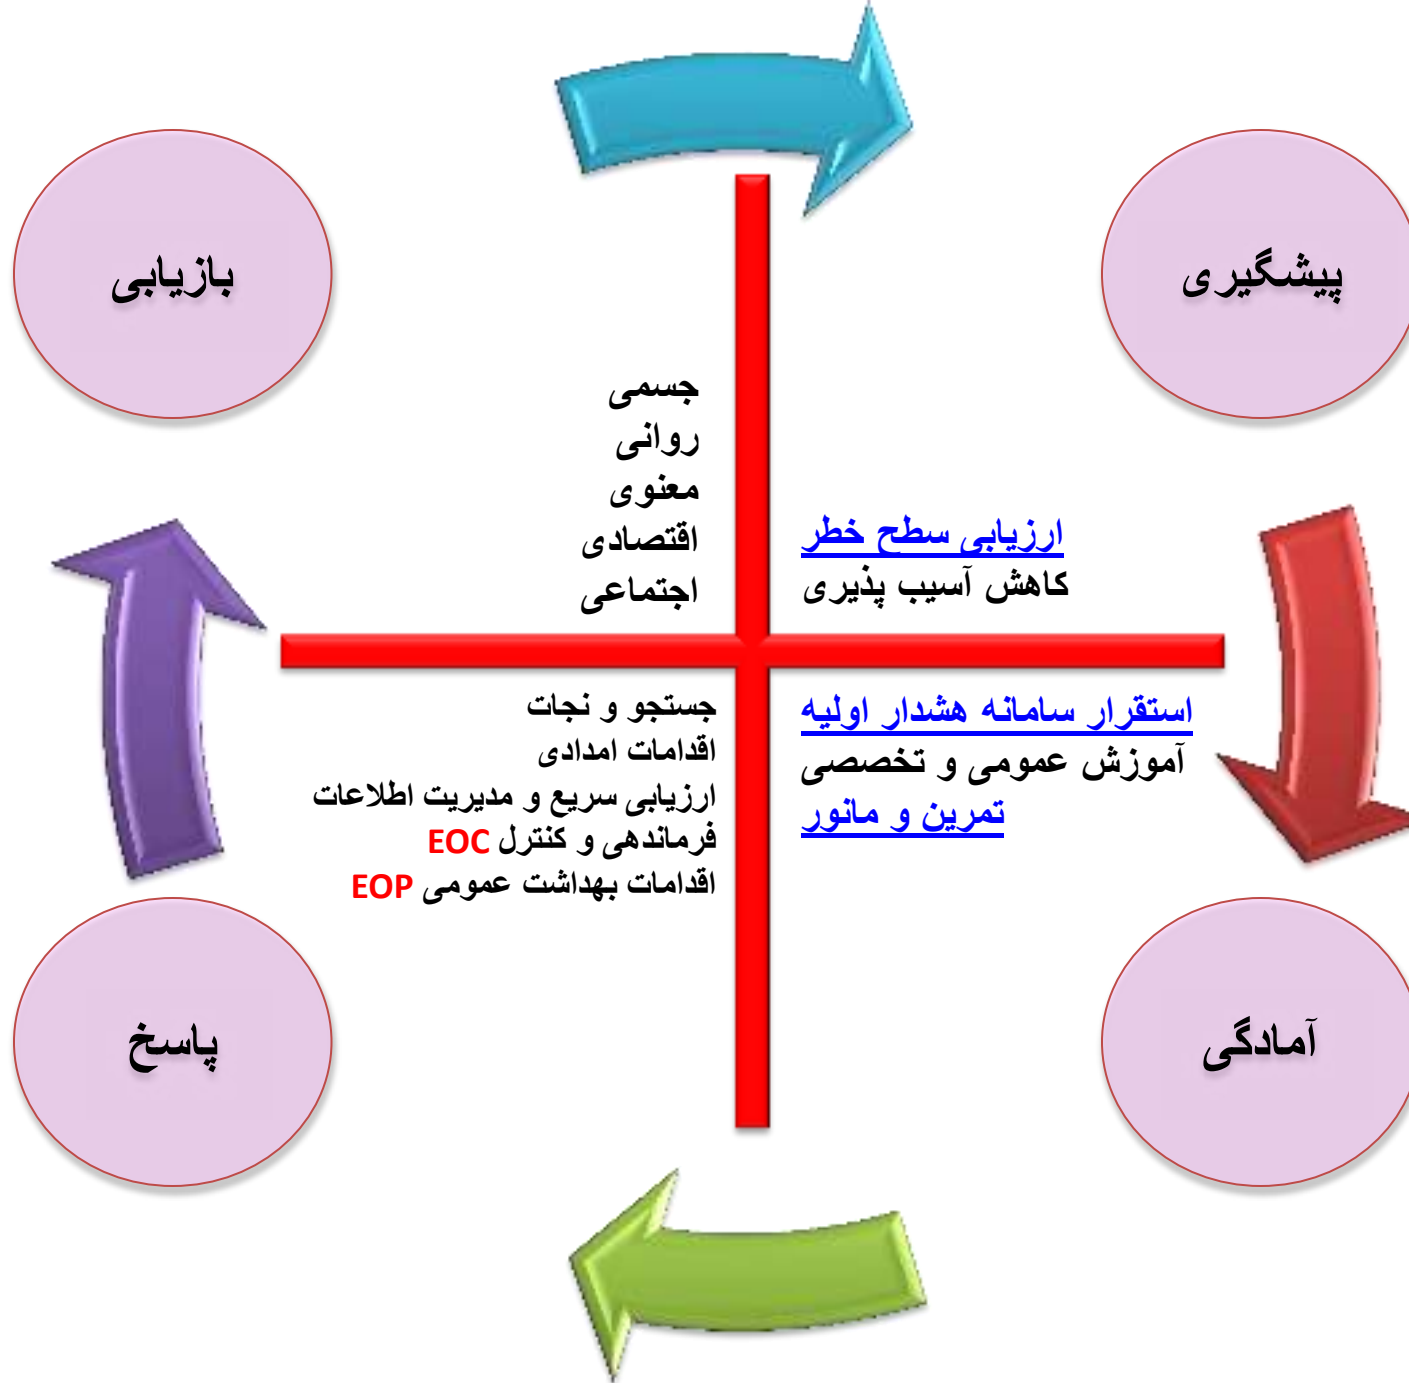 پیشگیری
بازیابی
جسمی
روانی
معنوی
اقتصادی
اجتماعی
ارزیابی سطح خطر
کاهش آسیب پذیری
استقرار سامانه هشدار اولیه
آموزش عمومی و تخصصی
تمرین و مانور
جستجو و نجات
اقدامات امدادی
ارزیابی سریع و مدیریت اطلاعات
فرماندهی و کنترل EOC
اقدامات بهداشت عمومی EOP
آمادگی
پاسخ